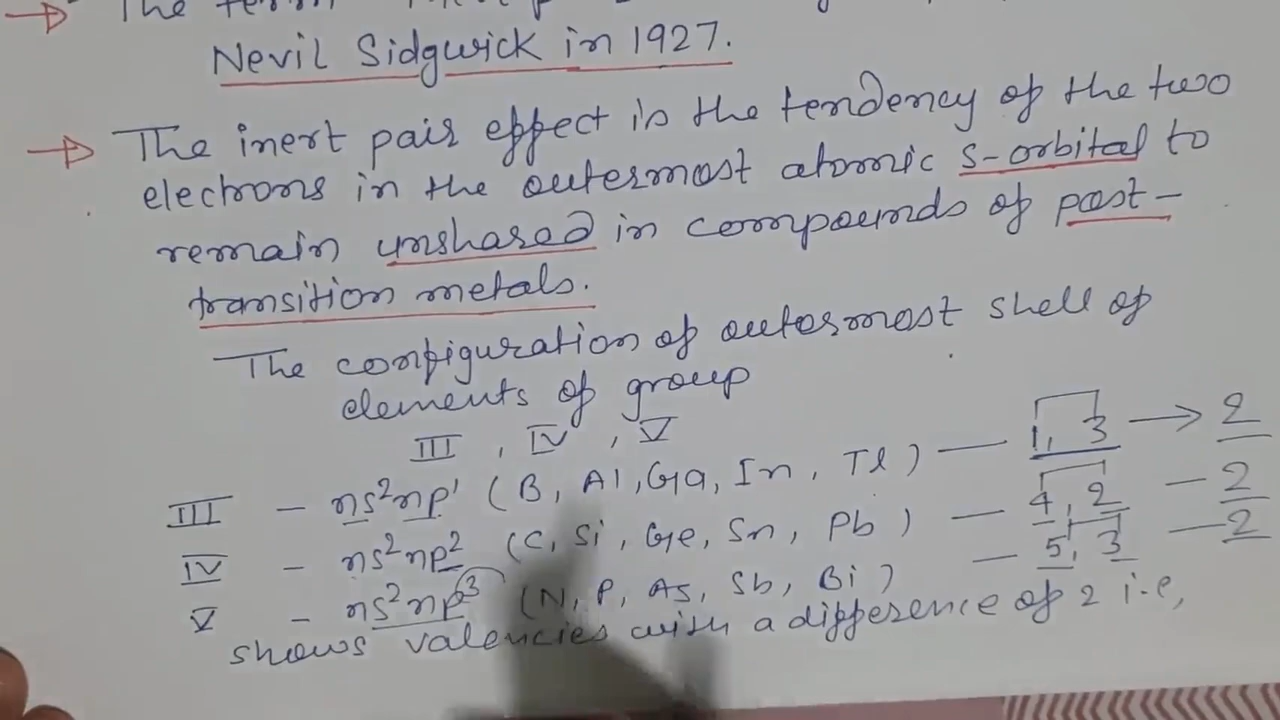 The term
Nevil Sidgwick in 1927.
The inert pair effect is the tendency of the two
electrons in the outermost atomic s-orbital to
remain unshared in compounds of post-
transition metals.
The configuration of outermost shell of
elements of group
III, IV, V
III - ns²np¹ (B, Al, Ga, In, Tl) — 1, 3 → 2
IV - ns²np² (C, Si, Ge, Sn, Pb) — 4, 2 - 2
V - ns²np³ (N, P, As, Sb, Bi) - 5, 3 — 2
shows valencies with a difference of 2 i.e,